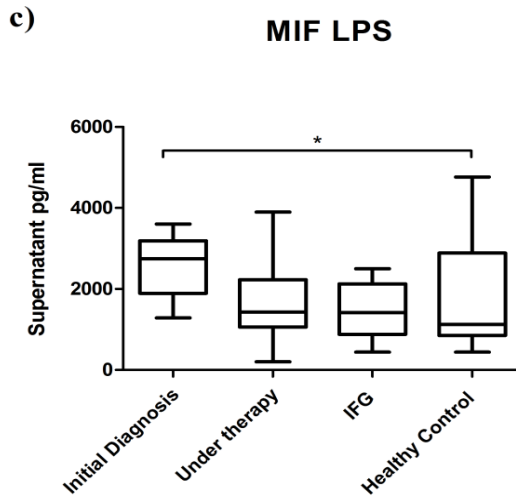 c)
MIF LPS
*
6000
4000
2000
0
Supernatant pg/ml
Initial Diagnosis
Under therapy
IFG
Healthy Control